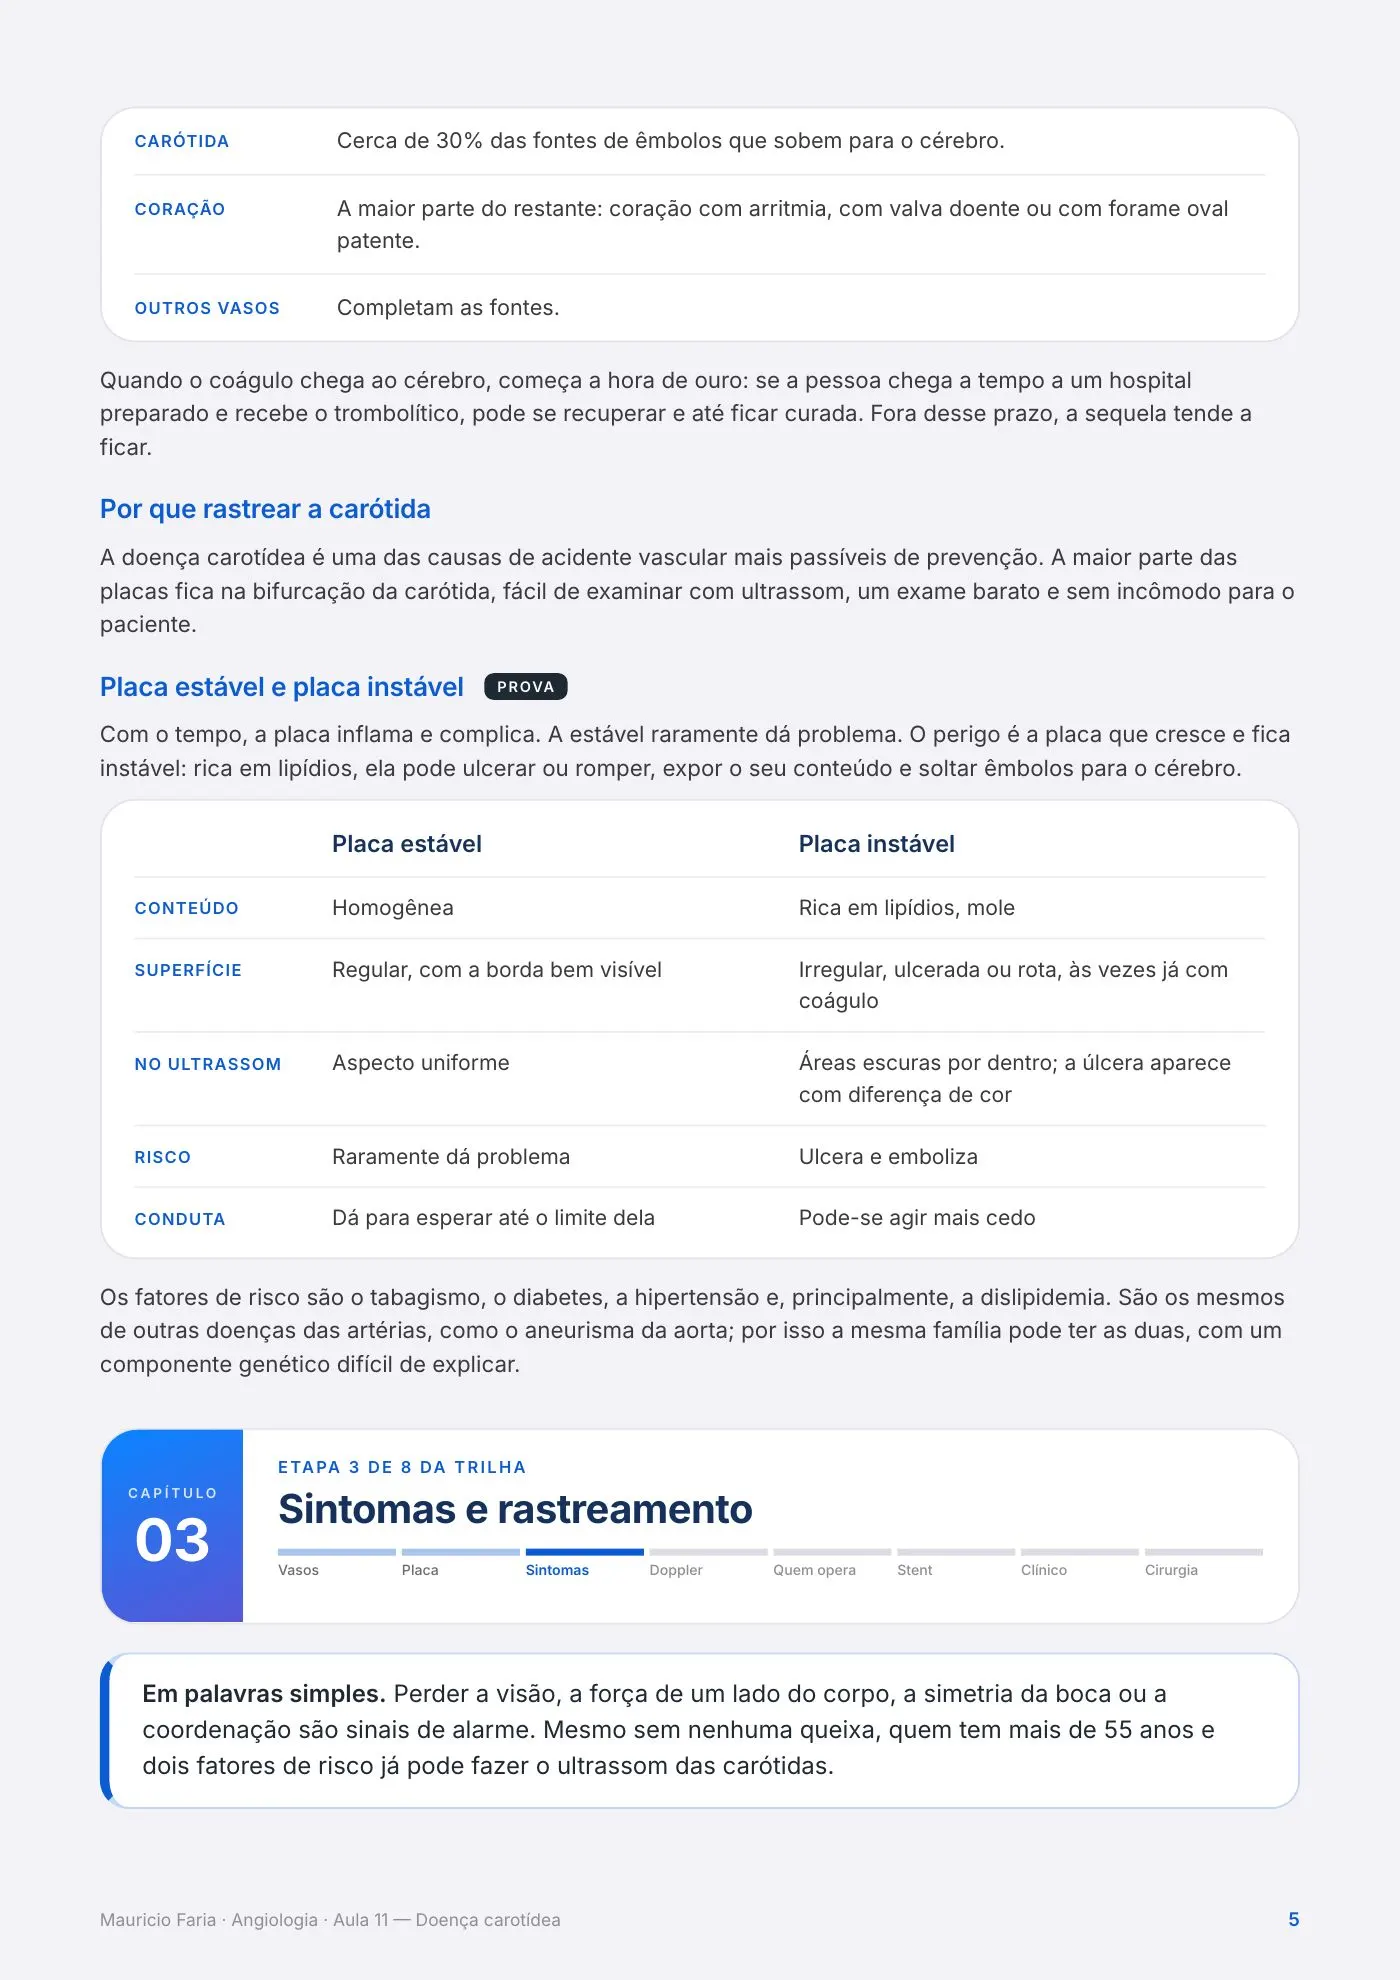 CARÓTIDA Cerca de 30% das fontes de êmbolos que sobem para o cérebro.
CORAÇÃO A maior parte do restante: coração com arritmia, com valva doente ou com forame oval
patente.
OUTROS VASOS Completam as fontes.
Quando o coágulo chega ao cérebro, começa a hora de ouro: se a pessoa chega a tempo a um hospital
preparado e recebe o trombolítico, pode se recuperar e até ficar curada. Fora desse prazo, a sequela tende a
ficar.
Por que rastrear a carótida
A doença carotídea é uma das causas de acidente vascular mais passíveis de prevenção. A maior parte das
placas fica na bifurcação da carótida, fácil de examinar com ultrassom, um exame barato e sem incômodo para o
paciente.
Placa estável e placa instável PROVA
Com o tempo, a placa inflama e complica. A estável raramente dá problema. O perigo é a placa que cresce e fica
instável: rica em lipídios, ela pode ulcerar ou romper, expor o seu conteúdo e soltar êmbolos para o cérebro.
Placa estável Placa instável
CONTEÚDO Homogênea Rica em lipídios, mole
SUPERFÍCIE Regular, com a borda bem visível Irregular, ulcerada ou rota, às vezes já com
coágulo
NO ULTRASSOM Aspecto uniforme Áreas escuras por dentro; a úlcera aparece
com diferença de cor
RISCO Raramente dá problema Ulcera e emboliza
CONDUTA Dá para esperar até o limite dela Pode-se agir mais cedo
Os fatores de risco são o tabagismo, o diabetes, a hipertensão e, principalmente, a dislipidemia. São os mesmos
de outras doenças das artérias, como o aneurisma da aorta; por isso a mesma família pode ter as duas, com um
componente genético difícil de explicar.
CAPÍTULO
03
ETAPA 3 DE 8 DA TRILHA
Sintomas e rastreamento
Vasos Placa Sintomas Doppler Quem opera Stent Clínico Cirurgia
Em palavras simples. Perder a visão, a força de um lado do corpo, a simetria da boca ou a
coordenação são sinais de alarme. Mesmo sem nenhuma queixa, quem tem mais de 55 anos e
dois fatores de risco já pode fazer o ultrassom das carótidas.
Mauricio Faria · Angiologia · Aula 11 — Doença carotídea 5